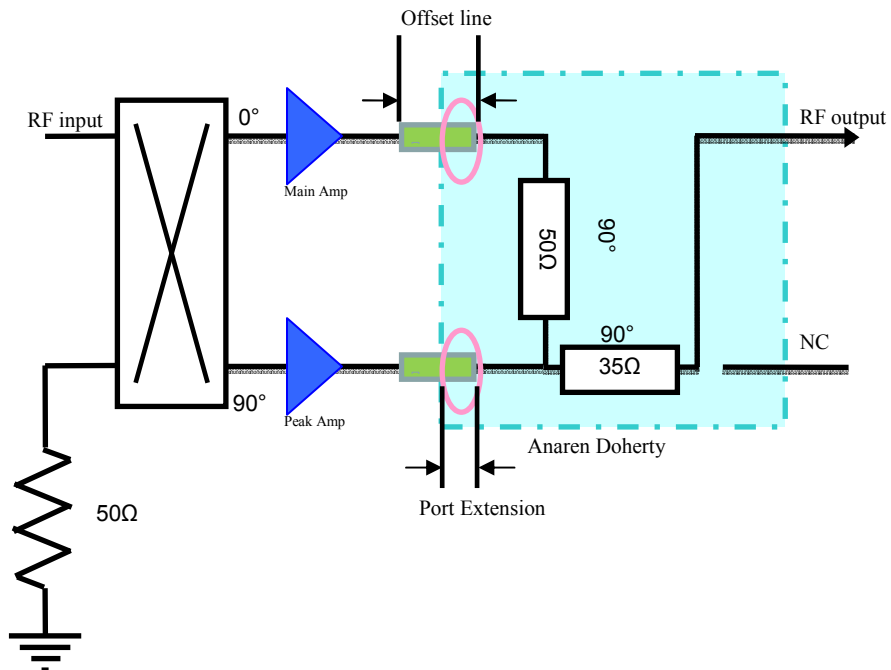 Offset line
RF input
0°
RF output
Main Amp
50Ω
90°
NC
90°
35Ω
90°
Peak Amp
Anaren Doherty
Port Extension
50Ω